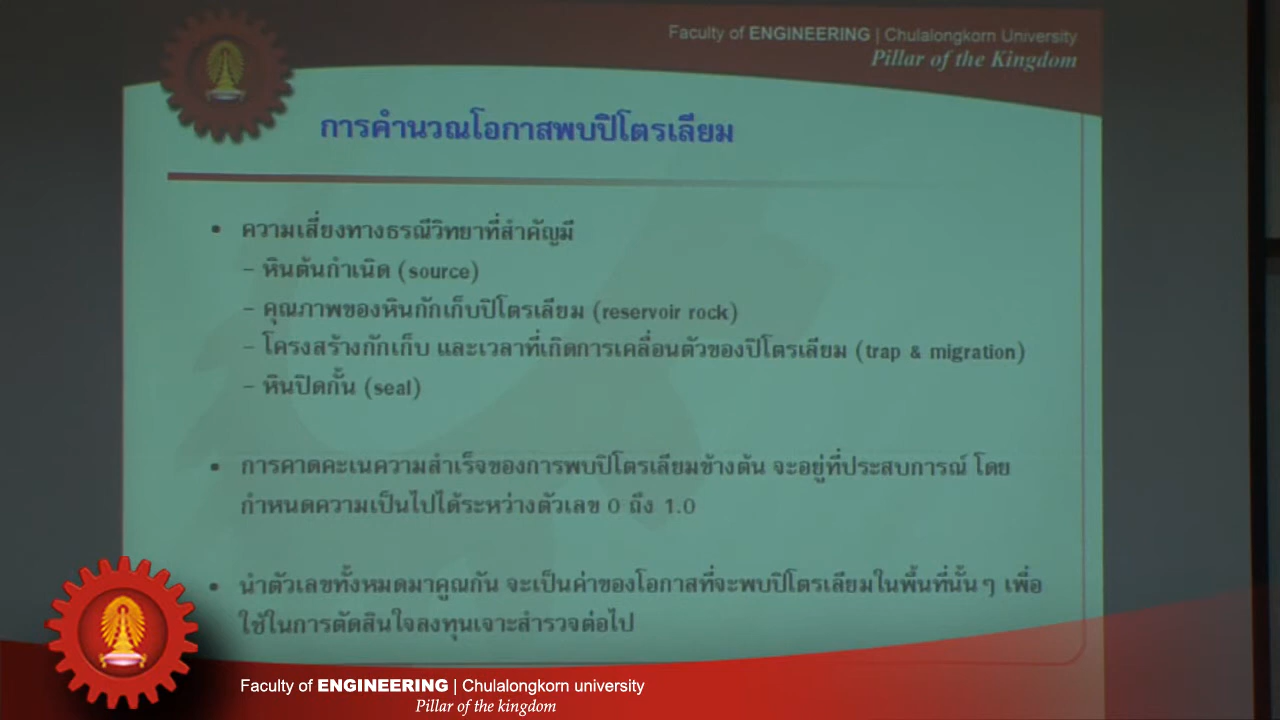 Faculty of ENGINEERING | Chulalongkorn University
Pillar of the Kingdom
การคำนวณโอกาสพบปิโตรเลียม
• ความเสี่ยงทางธรณีวิทยาที่สำคัญมี
– หินต้นกำเนิด (source)
– คุณภาพของหินกักเก็บปิโตรเลียม (reservoir rock)
– โครงสร้างกักเก็บ และเวลาที่เกิดการเคลื่อนตัวของปิโตรเลียม (trap & migration)
– หินปิดกั้น (seal)
• การคาดคะเนความสำเร็จของการพบปิโตรเลียมข้างต้น จะอยู่ที่ประสบการณ์ โดย
กำหนดความเป็นไปได้ระหว่างตัวเลข 0 ถึง 1.0
• นำตัวเลขทั้งหมดมาคูณกัน จะเป็นค่าของโอกาสที่จะพบปิโตรเลียมในพื้นที่นั้นๆ เพื่อ
ใช้ในการตัดสินใจลงทุนเจาะสำรวจต่อไป
Faculty of ENGINEERING | Chulalongkorn university
Pillar of the kingdom